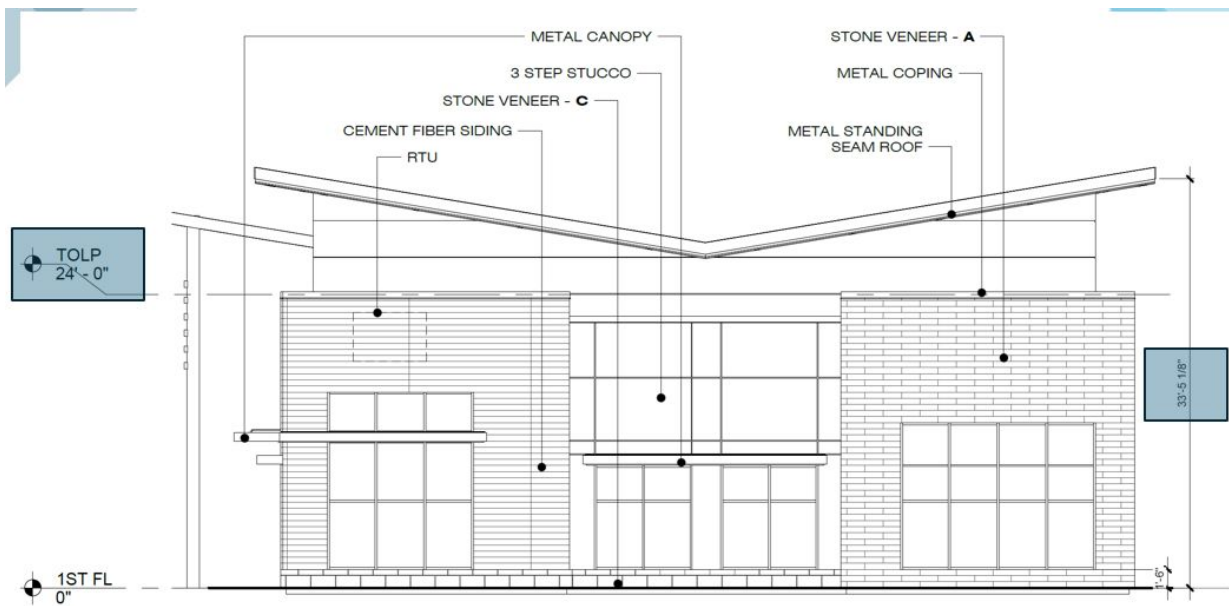 METAL CANOPY
STONE VENEER - A
3 STEP STUCCO
METAL COPING
STONE VENEER - C
CEMENT FIBER SIDING
METAL STANDING
SEAM ROOF
RTU
TOLP
24' - 0"
33'-5 1/8"
1ST FL
0"
1'-6"